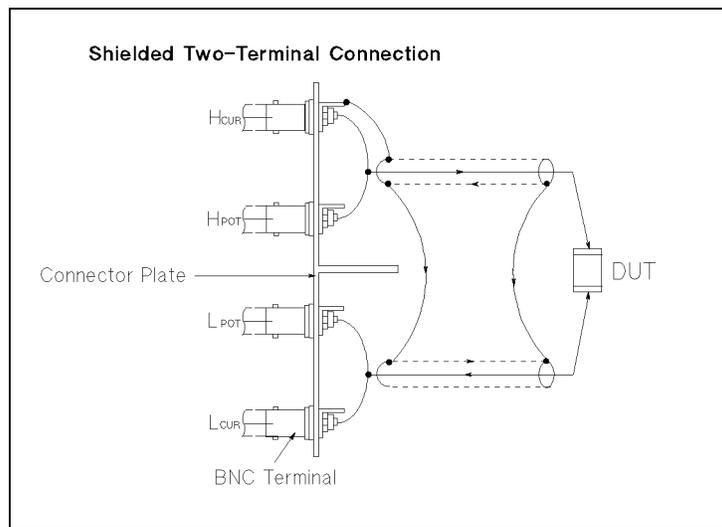 Shielded Two-Terminal Connection
HCUR
HPOT
Connector Plate
DUT
LPOT
LCUR
BNC Terminal